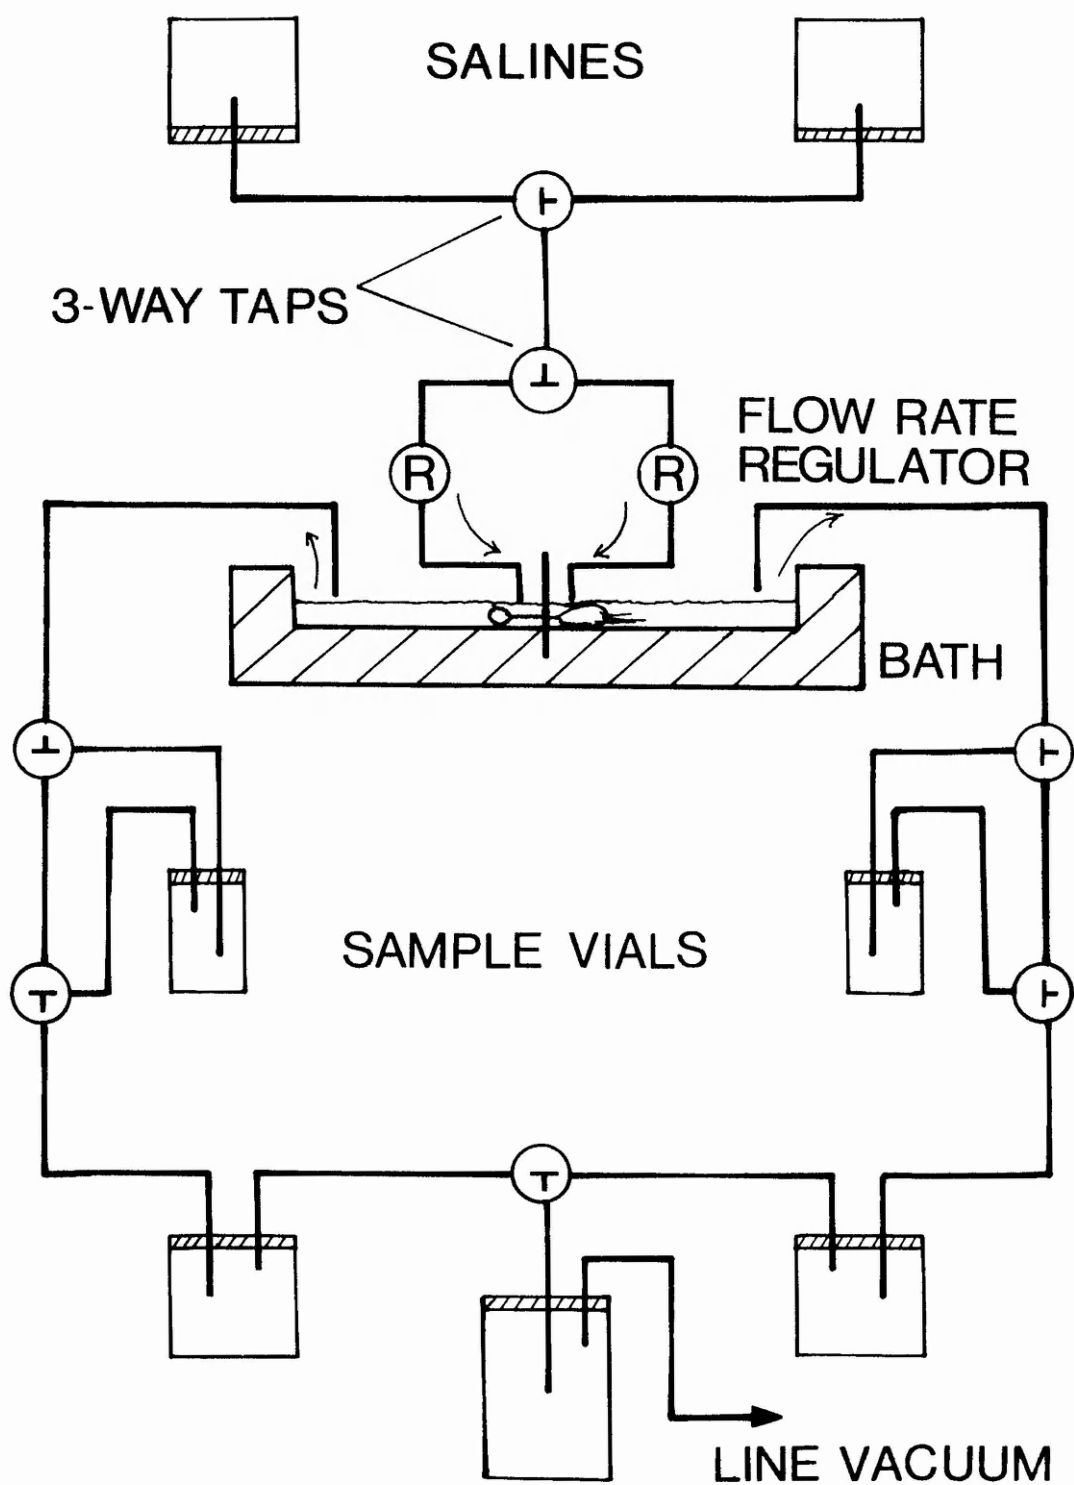 SALINES
3-WAY TAPS
FLOW RATE
REGULATOR
R
R
BATH
SAMPLE VIALS
LINE VACUUM